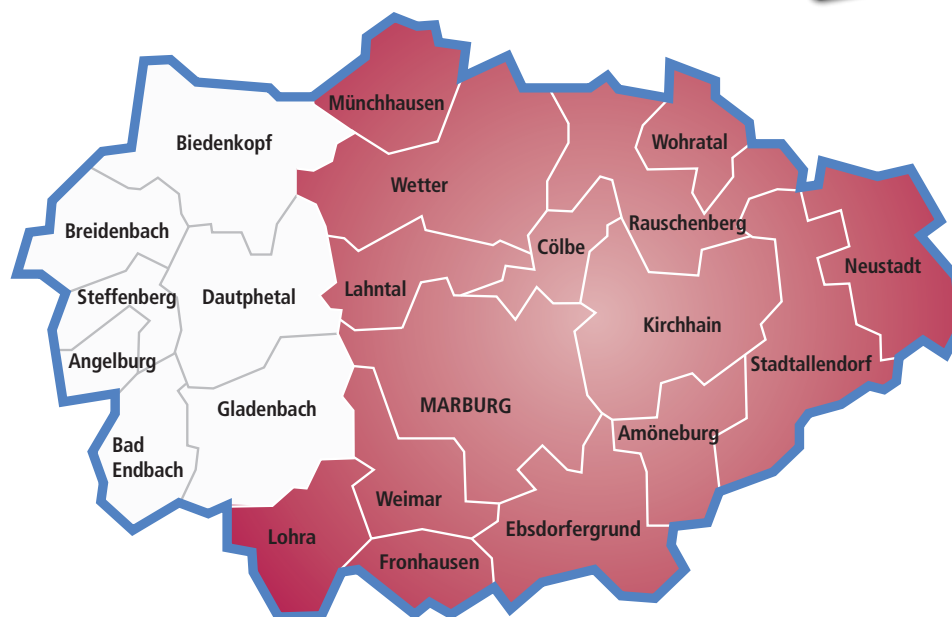 Münchhausen
Biedenkopf
Wohratal
Wetter
Breidenbach
Rauschenberg
Cölbe
Neustadt
Steffenberg
Dautphetal
Lahntal
Kirchhain
Angelburg
Stadtallendorf
Gladenbach
MARBURG
Amöneburg
Bad
Endbach
Weimar
Ebsdorfergrund
Lohra
Fronhausen